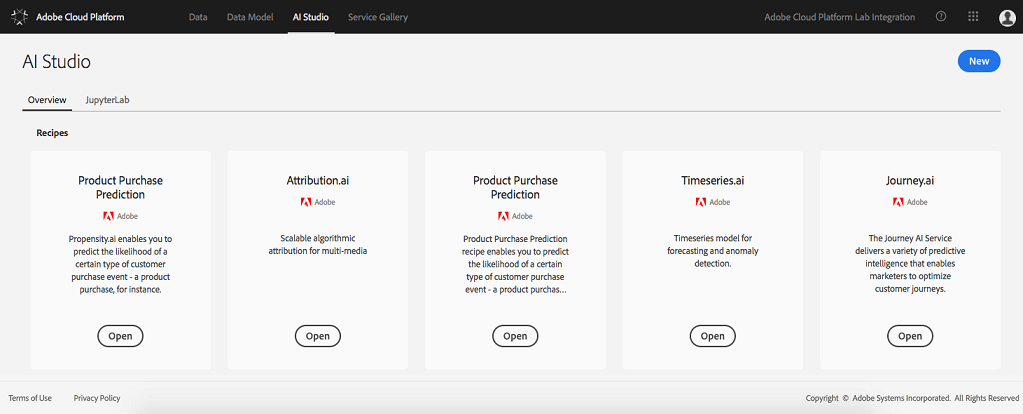 Adobe Cloud Platform
Data
Data Model
AI Studio
Service Gallery
Adobe Cloud Platform Lab Integration
AI Studio
New
Overview
JupyterLab
Recipes
Product Purchase
Prediction
Adobe
Propensity.ai enables you to
predict the likelihood of a
certain type of customer
purchase event - a product
purchase, for instance.
Open
Attribution.ai
Adobe
Scalable algorithmic
attribution for multi-media
Open
Product Purchase
Prediction
Adobe
Product Purchase Prediction
recipe enables you to predict
the likelihood of a certain
type of customer purchase
event - a product purchas...
Open
Timeseries.ai
Adobe
Timeseries model for
forecasting and anomaly
detection.
Open
Journey.ai
Adobe
The Journey AI Service
delivers a variety of predictive
intelligence that enables
marketers to optimize
customer journeys.
Open
Terms of Use
Privacy Policy
Copyright © Adobe Systems Incorporated. All Rights Reserved